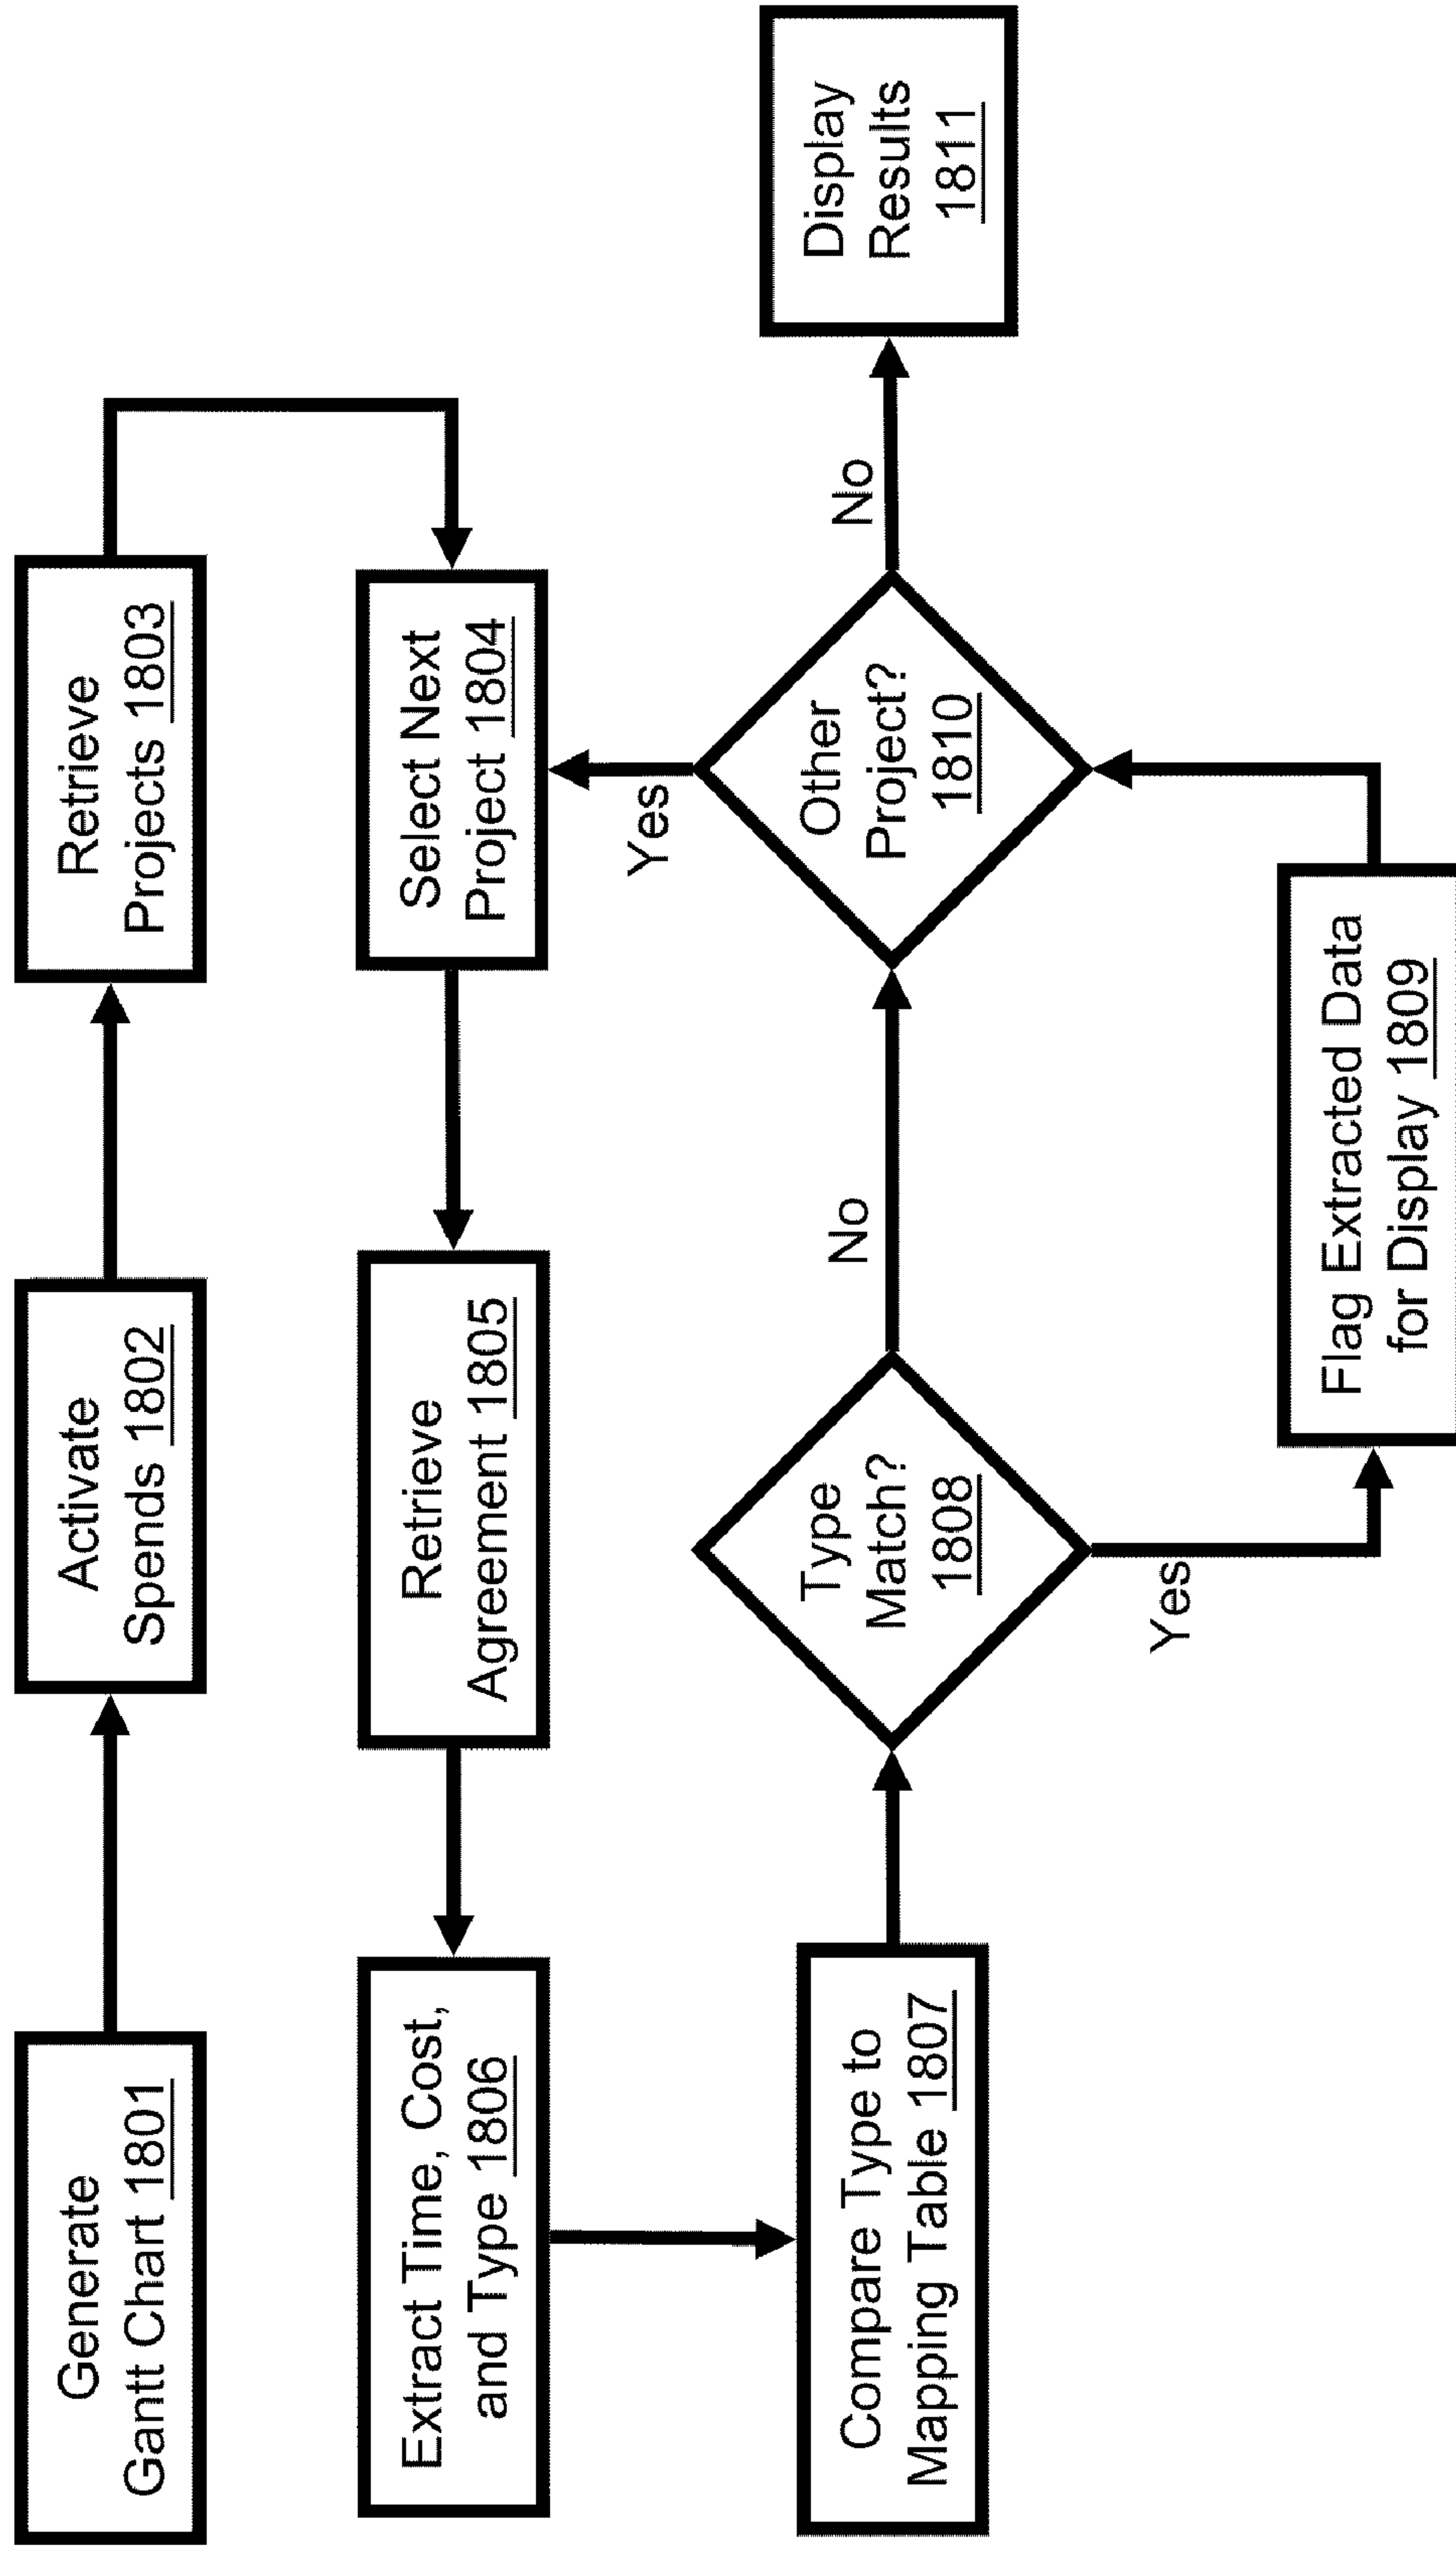 Generate
Gantt Chart 1801
Activate
Spends 1802
Retrieve
Projects 1803
Select Next
Project 1804
Retrieve
Agreement 1805
Extract Time, Cost,
and Type 1806
Compare Type to
Mapping Table 1807
Type
Match?
1808
No
Yes
Flag Extracted Data
for Display 1809
Other
Project?
1810
Yes
No
Display
Results
1811